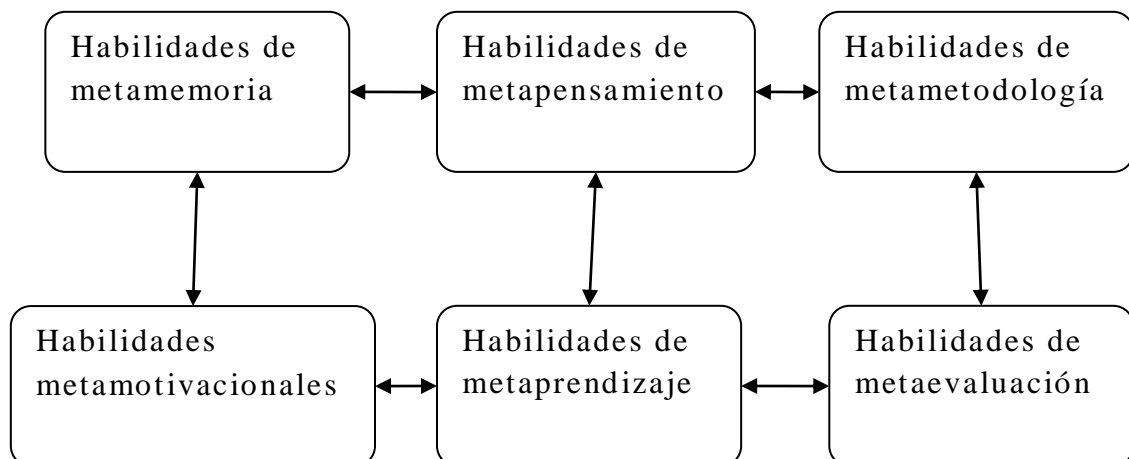 Habilidades de
metamemoria
Habilidades de
metapensamiento
Habilidades de
metametodología
Habilidades
metamotivacionales
Habilidades de
metaprendizaje
Habilidades de
metaevaluación